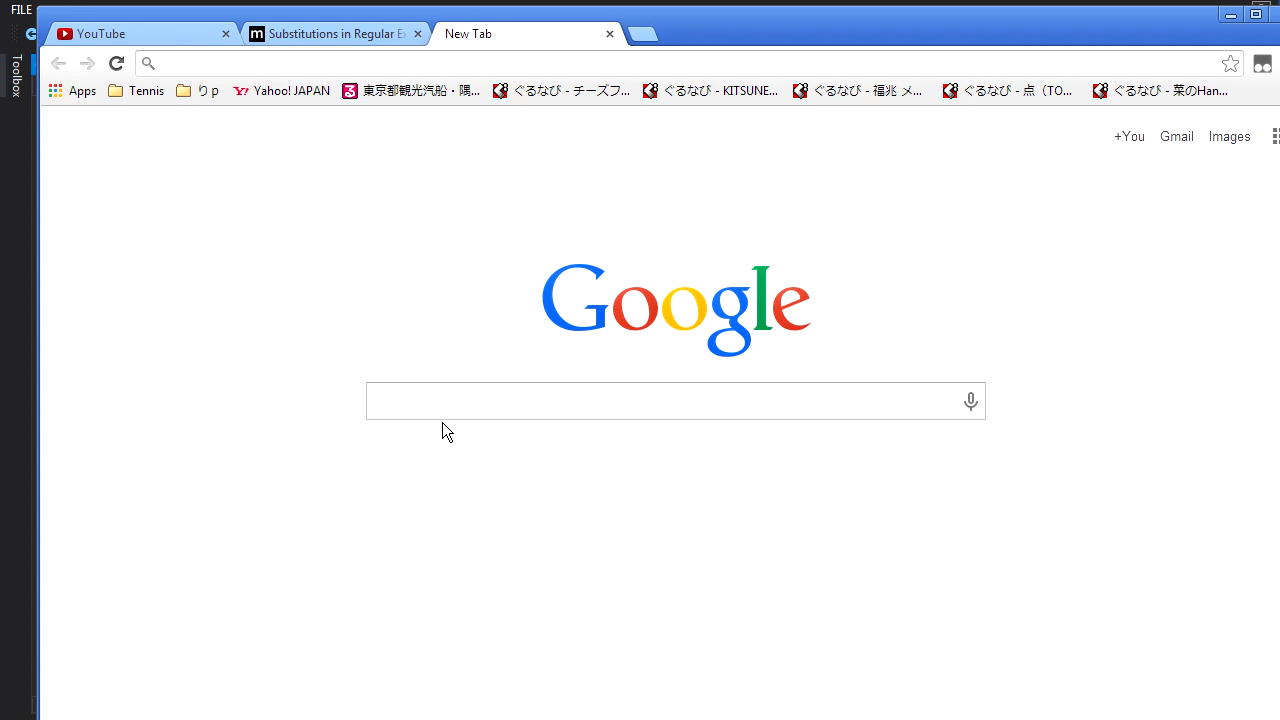 FILE
Toolbox
YouTube
Substitutions in Regular E
New Tab
Apps
Tennis
りｐ
Yahoo! JAPAN
東京都観光汽船・隅...
ぐるなび - チーズフ...
ぐるなび - KITSUNE...
ぐるなび - 福兆 メ...
ぐるなび - 点（TO...
ぐるなび - 菜のHan...
+You
Gmail
Images
Google